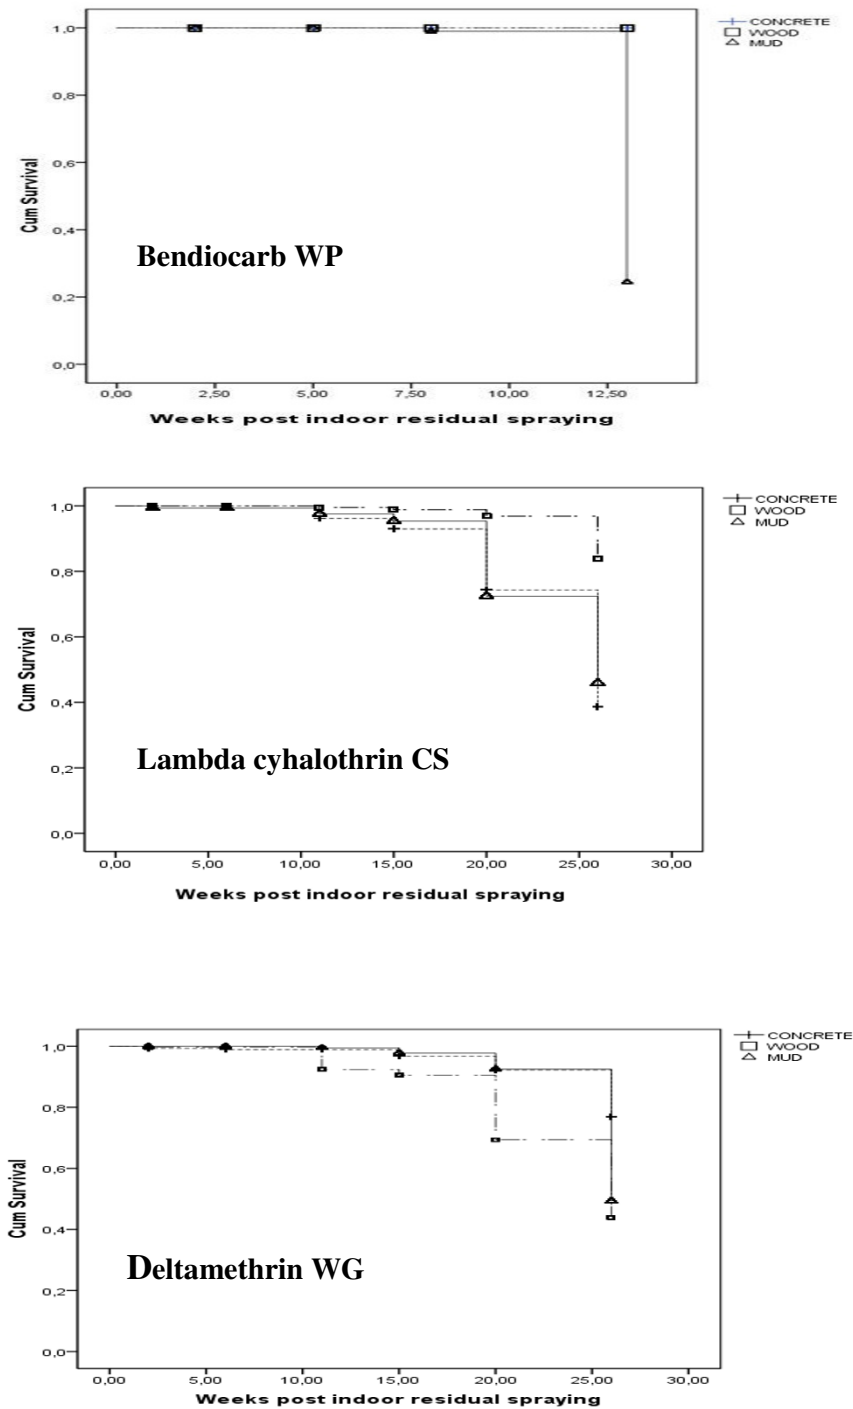 CONCRETE
WOOD
MUD
1,0
0,8
0,6
0,4
0,2
0,0
Cum Survival
Bendiocarb WP
0,00 2,50 5,00 7,50 10,00 12,50
Weeks post indoor residual spraying
CONCRETE
WOOD
MUD
1,0
0,8
0,6
0,4
0,2
0,0
Cum Survival
Lambda cyhalothrin CS
0,00 5,00 10,00 15,00 20,00 25,00 30,00
Weeks post indoor residual spraying
CONCRETE
WOOD
MUD
1,0
0,8
0,6
0,4
0,2
0,0
Cum Survival
Deltamethrin WG
0,00 5,00 10,00 15,00 20,00 25,00 30,00
Weeks post indoor residual spraying